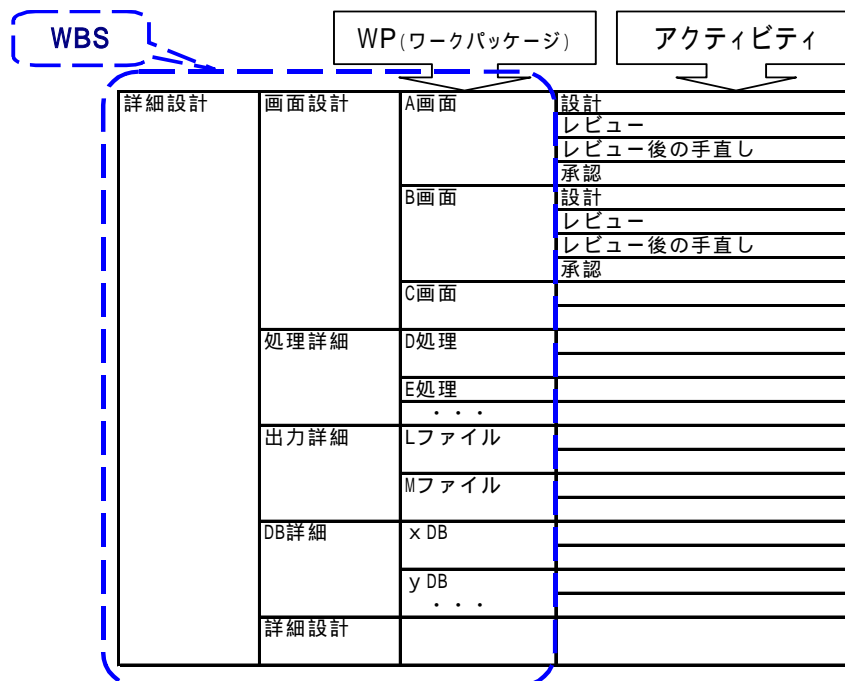 WBS
WP(ワークパッケージ)
アクティビティ
詳細設計
画面設計
A画面
設計
レビュー
レビュー後の手直し
承認
B画面
設計
レビュー
レビュー後の手直し
承認
C画面
処理詳細
D処理
E処理
・・・
出力詳細
Lファイル
Mファイル
DB詳細
x DB
y DB
・・・
詳細設計